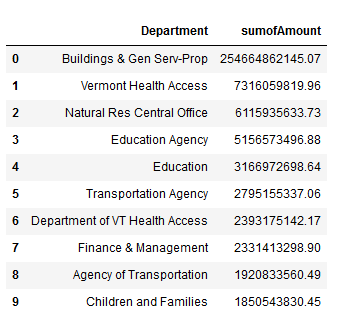 Department sumofAmount
0 Buildings & Gen Serv-Prop 254664862145.07
1 Vermont Health Access 7316059819.96
2 Natural Res Central Office 6115935633.73
3 Education Agency 5156573496.88
4 Education 3166972698.64
5 Transportation Agency 2795155337.06
6 Department of VT Health Access 2393175142.17
7 Finance & Management 2331413298.90
8 Agency of Transportation 1920833560.49
9 Children and Families 1850543830.45